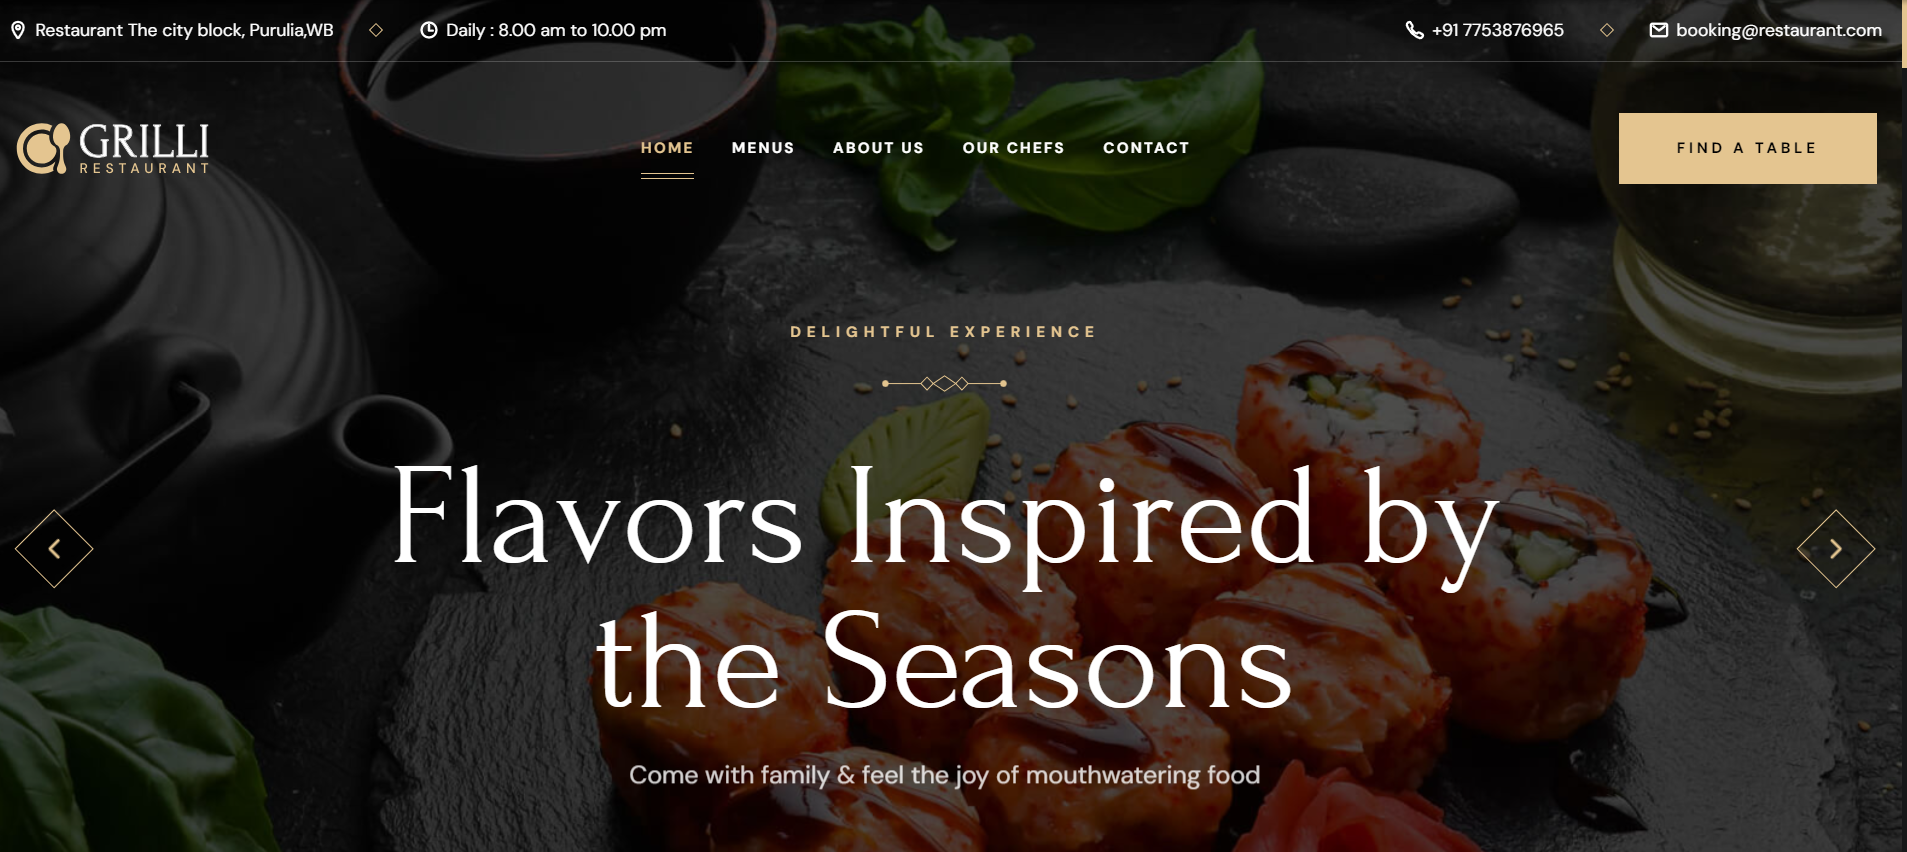 Restaurant The city block, Purulia,WB
Daily : 8.00 am to 10.00 pm
+91 7753876965
booking@restaurant.com
GRILLI
RESTAURANT
HOME
MENUS
ABOUT US
OUR CHEFS
CONTACT
FIND A TABLE
DELIGHTFUL EXPERIENCE
Flavors Inspired by
the Seasons
Come with family & feel the joy of mouthwatering food